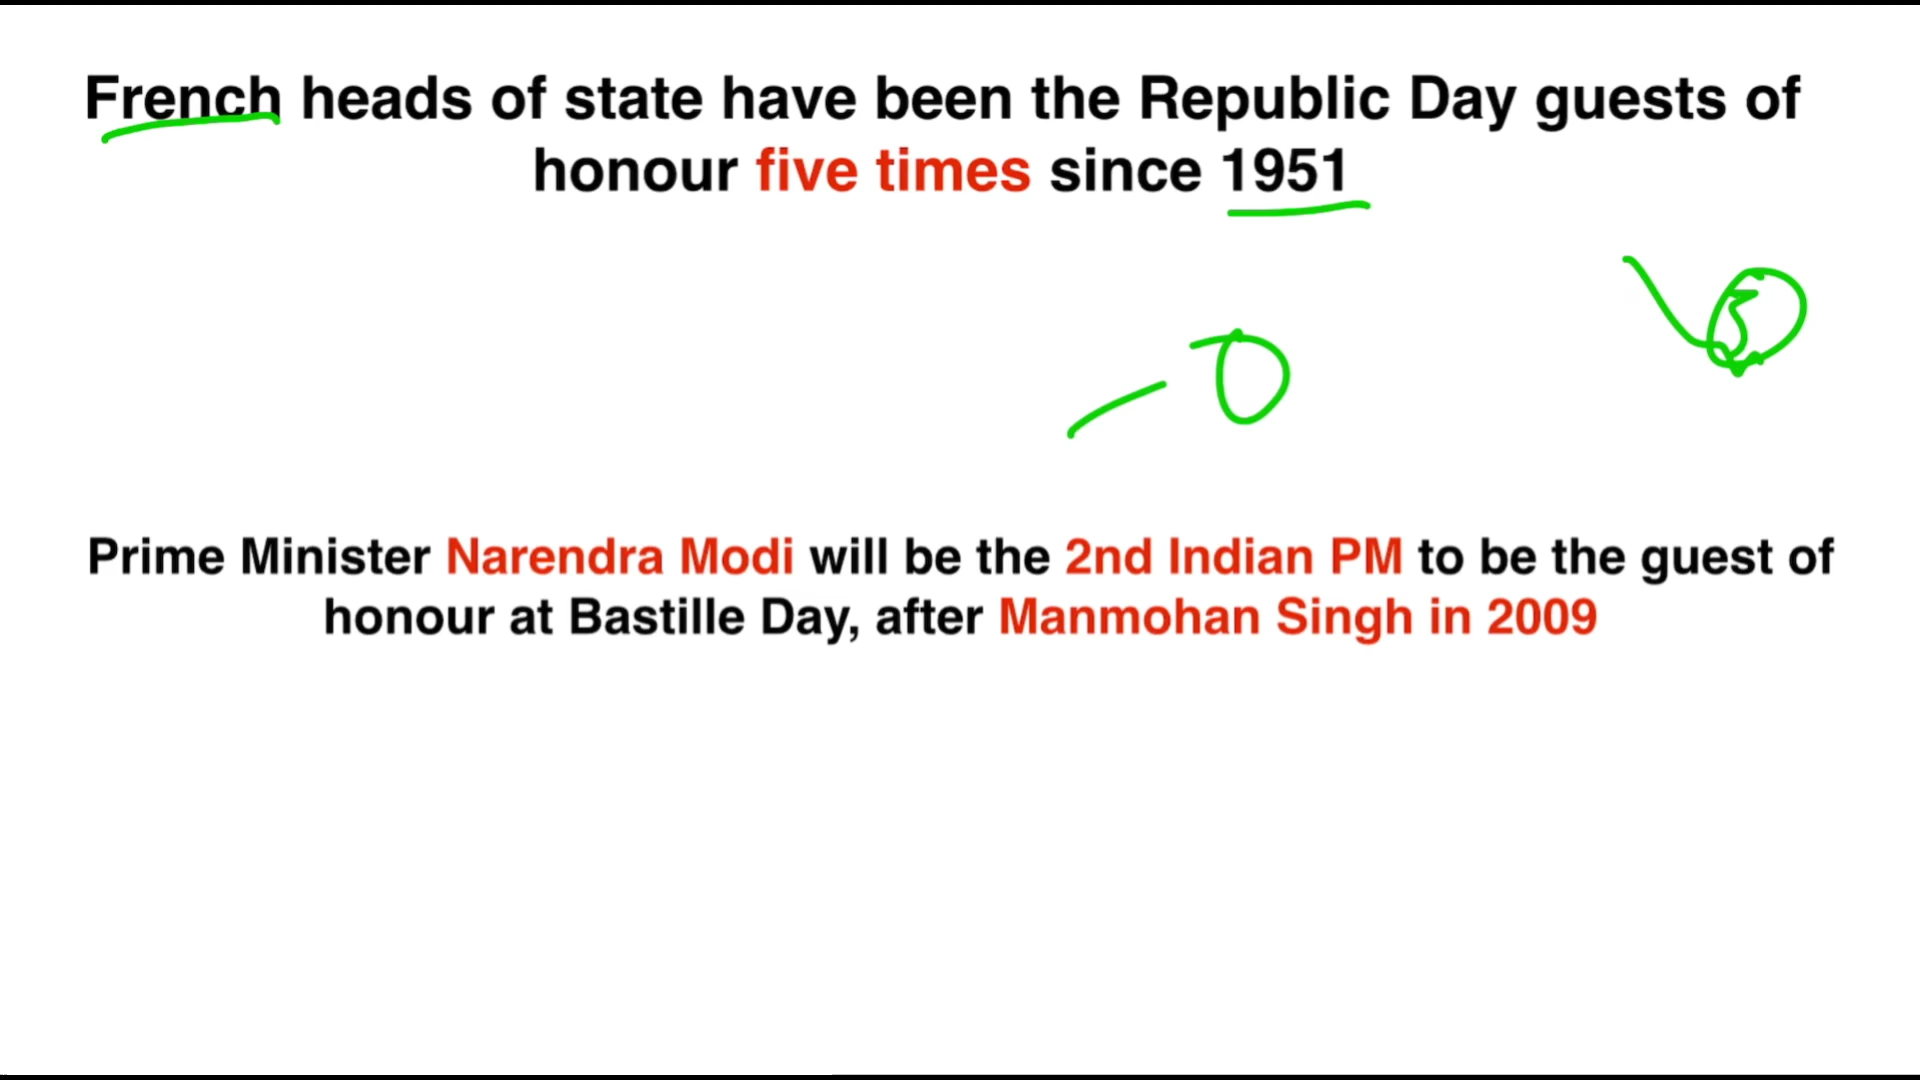 French heads of state have been the Republic Day guests of
honour five times since 1951
Prime Minister Narendra Modi will be the 2nd Indian PM to be the guest of
honour at Bastille Day, after Manmohan Singh in 2009